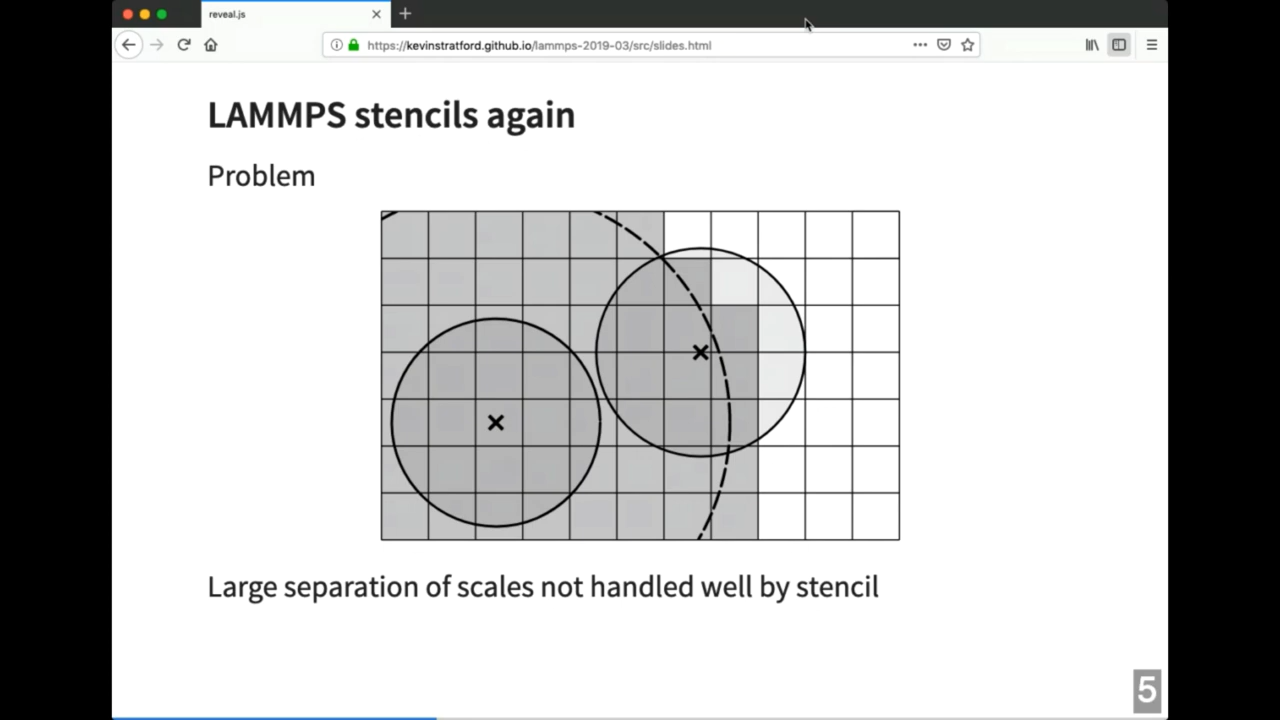 reveal.js
https://kevinstratford.github.io/lammps-2019-03/src/slides.html
LAMMPS stencils again
Problem
Large separation of scales not handled well by stencil
5